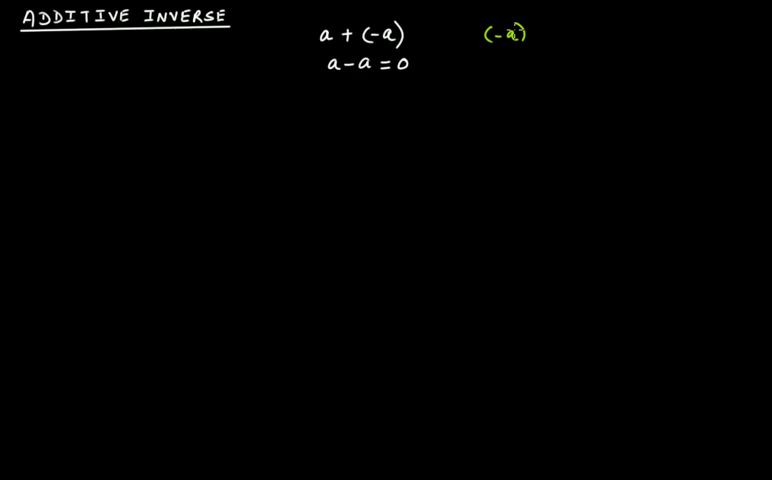 ADDITIVE INVERSE
a + (-a) (-a)
a - a = 0